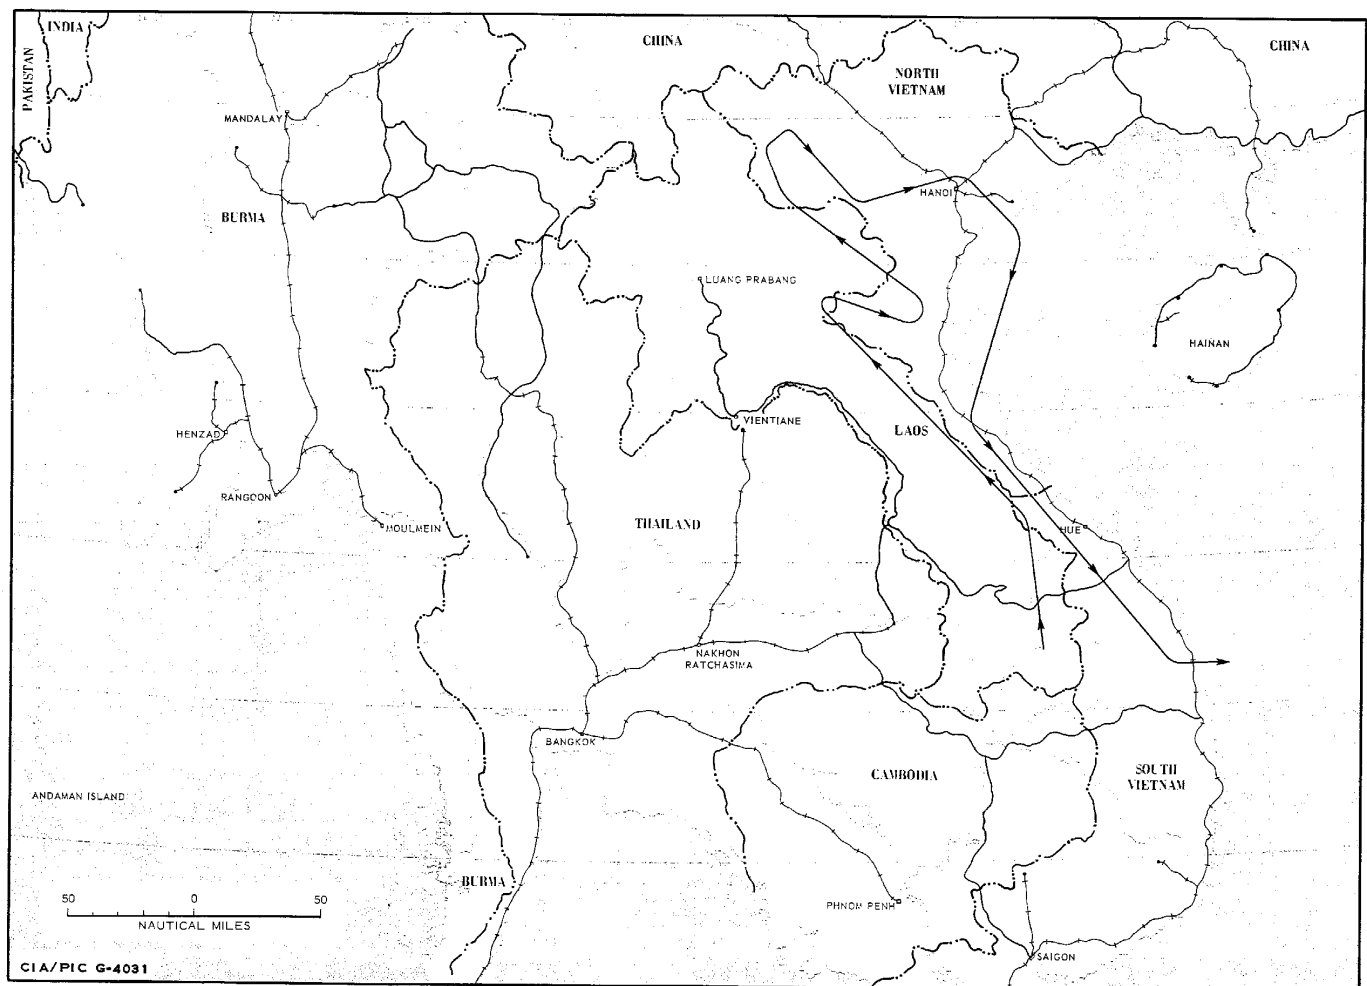 INDIA
PAKISTAN
CHINA
CHINA
NORTH
VIETNAM
MANDALAY
HANOI
BURMA
LUANG PRABANG
HAINAN
HENZAD
VIENTIANE
LAOS
RANGOON
MOULMEIN
THAILAND
HUE
NAKHON
RATCHASIMA
BANGKOK
CAMBODIA
SOUTH
VIETNAM
ANDAMAN ISLAND
BURMA
PHNOM PENH
50 0 50
NAUTICAL MILES
SAIGON
CIA/PIC G-4031